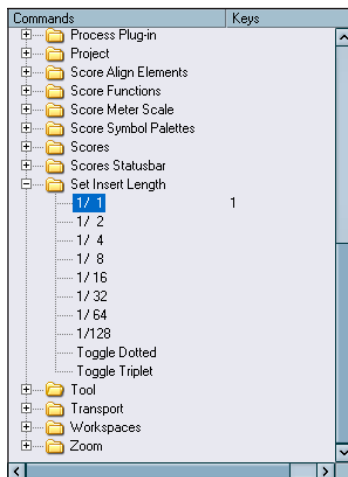 Commands Keys
Process Plug-in
Project
Score Align Elements
Score Functions
Score Meter Scale
Score Symbol Palettes
Scores
Scores Statusbar
Set Insert Length
1/ 1 1
1/ 2
1/ 4
1/ 8
1/ 16
1/ 32
1/ 64
1/128
Toggle Dotted
Toggle Triplet
Tool
Transport
Workspaces
Zoom